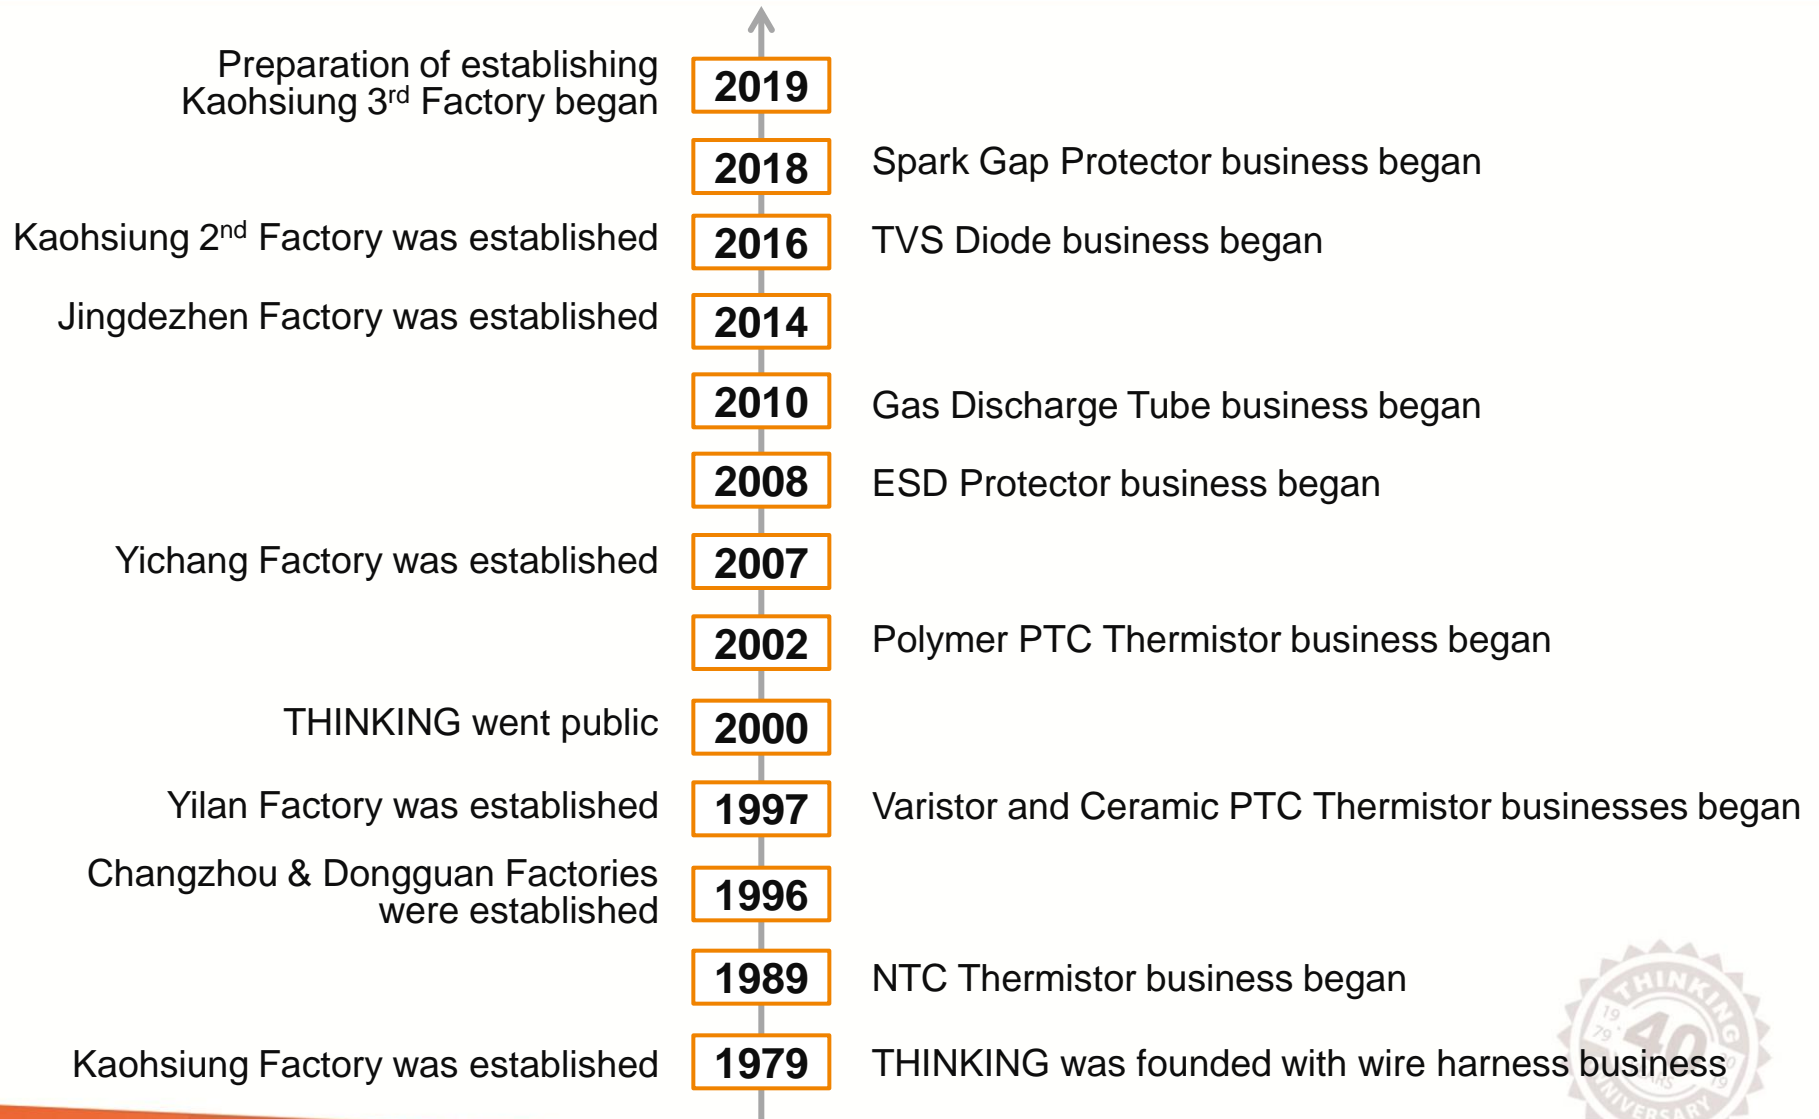 Preparation of establishing
Kaohsiung 3rd Factory began
2019
2018
Spark Gap Protector business began
Kaohsiung 2nd Factory was established
2016
TVS Diode business began
Jingdezhen Factory was established
2014
2010
Gas Discharge Tube business began
2008
ESD Protector business began
Yichang Factory was established
2007
2002
Polymer PTC Thermistor business began
THINKING went public
2000
Yilan Factory was established
1997
Varistor and Ceramic PTC Thermistor businesses began
Changzhou & Dongguan Factories
were established
1996
1989
NTC Thermistor business began
Kaohsiung Factory was established
1979
THINKING was founded with wire harness business
THINKING
19
79
40
19
ANNIVERSARY